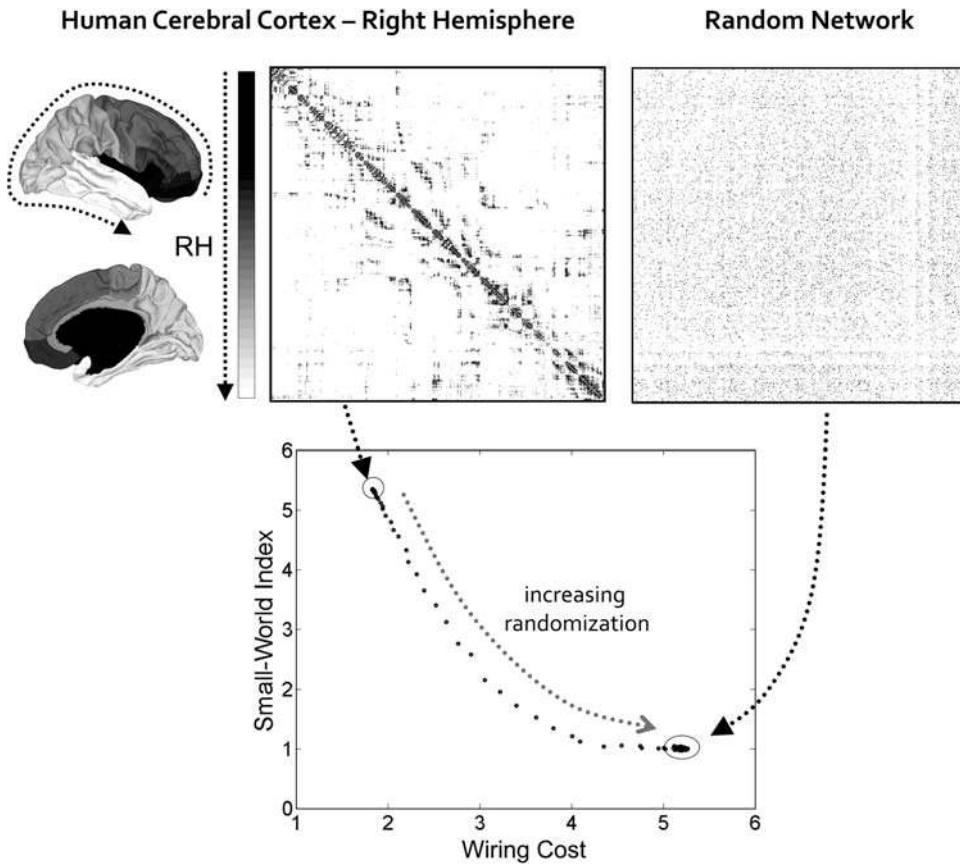 Human Cerebral Cortex – Right Hemisphere
Random Network
RH
6
5
4
3
2
1
0
Small-World Index
increasing
randomization
1
2
3
4
5
6
Wiring Cost